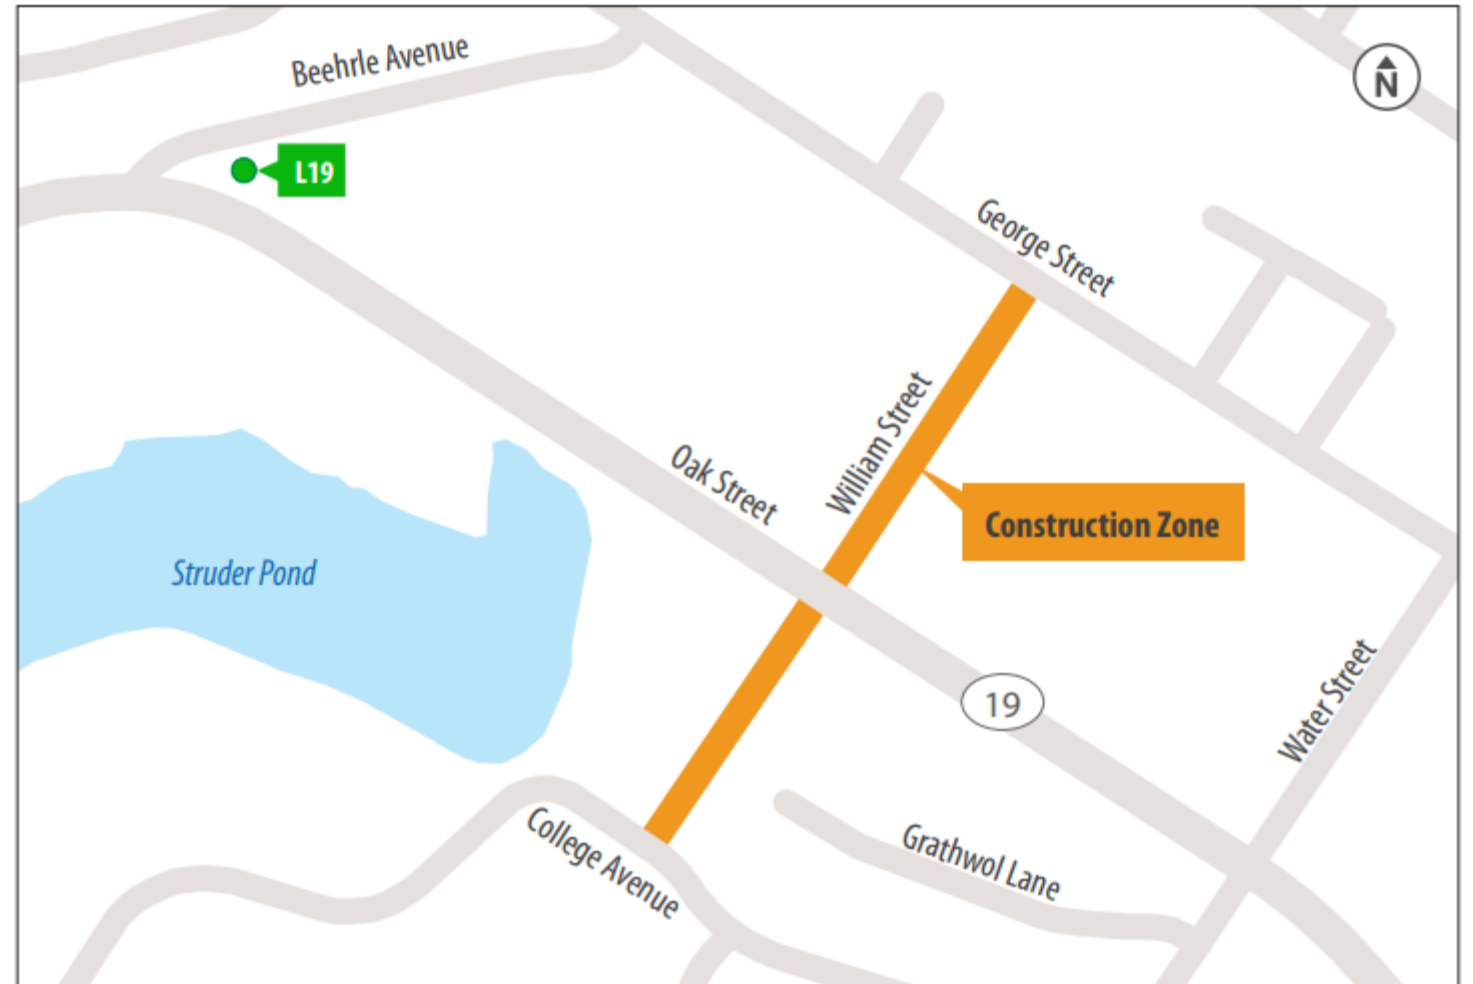 Beehrle Avenue
N
L19
George Street
William Street
Oak Street
Construction Zone
Struder Pond
19
Water Street
College Avenue
Grathwol Lane